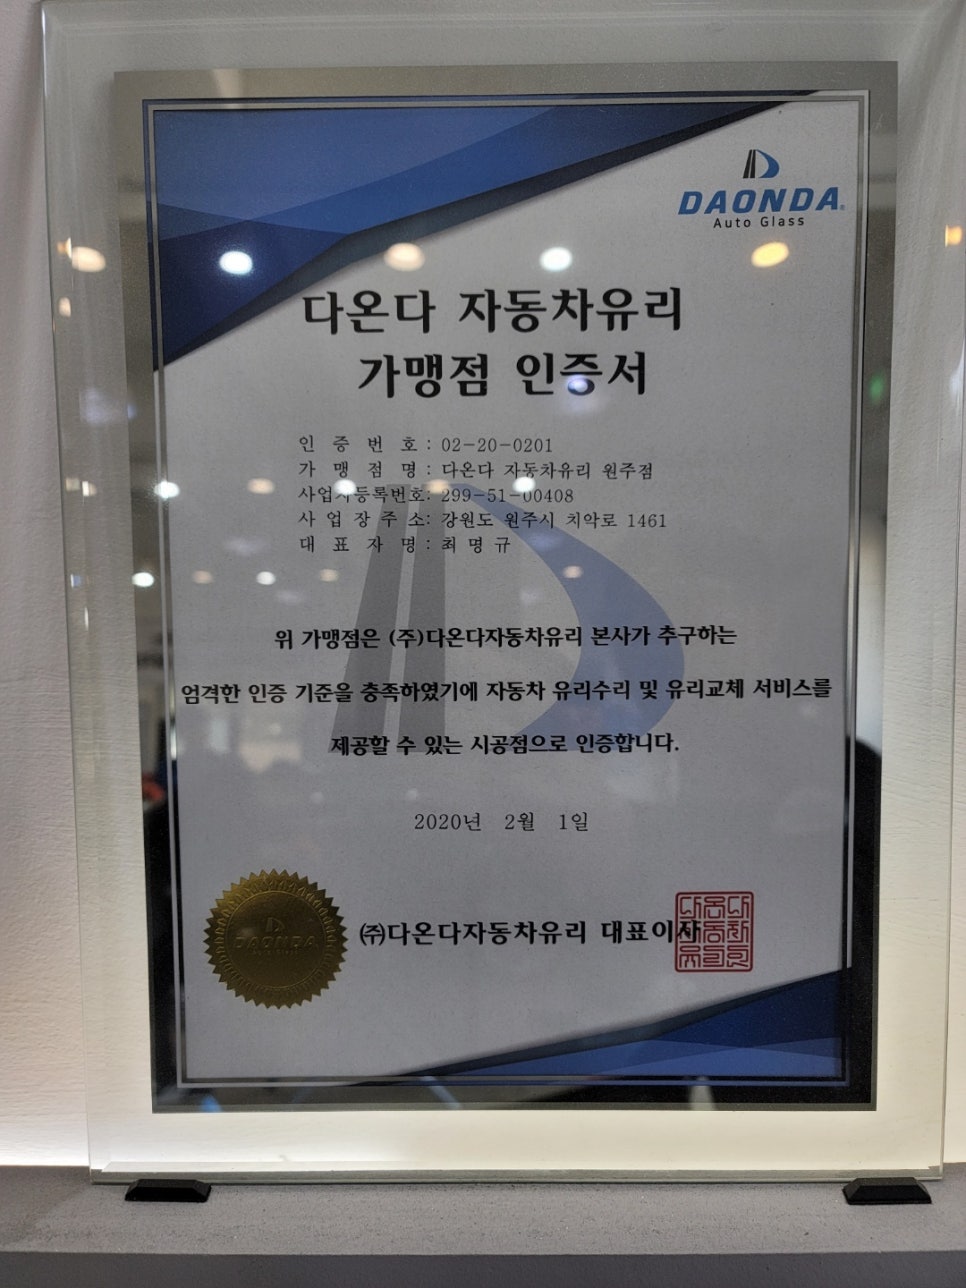 DAONDA
Auto Glass
다온다 자동차유리
가맹점 인증서
인 증 번 호 : 02-20-0201
가 맹 점 명 : 다온다 자동차유리 원주점
사업자등록번호: 299-51-00408
사 업 장 주 소: 강원도 원주시 치악로 1461
대 표 자 명 : 최 명 규
위 가맹점은 (주)다온다자동차유리 본사가 추구하는
엄격한 인증 기준을 충족하였기에 자동차 유리수리 및 유리교체 서비스를
제공할 수 있는 시공점으로 인증합니다.
2020년 2월 1일
DAONDA
㈜다온다자동차유리 대표이사